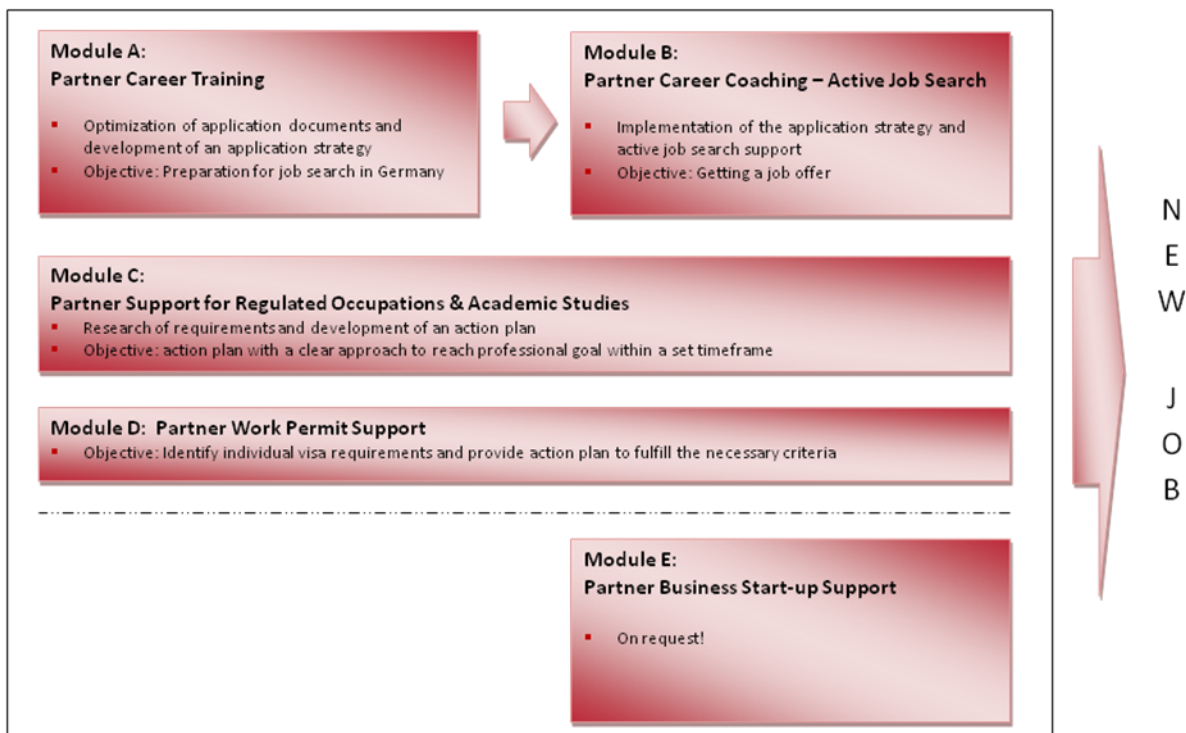 Module A:
Partner Career Training
▪ Optimization of application documents and
development of an application strategy
▪ Objective: Preparation for job search in Germany
Module B:
Partner Career Coaching – Active Job Search
▪ Implementation of the application strategy and
active job search support
▪ Objective: Getting a job offer
Module C:
Partner Support for Regulated Occupations & Academic Studies
▪ Research of requirements and development of an action plan
▪ Objective: action plan with a clear approach to reach professional goal within a set timeframe
Module D: Partner Work Permit Support
▪ Objective: Identify individual visa requirements and provide action plan to fulfill the necessary criteria
Module E:
Partner Business Start-up Support
▪ On request!
N
E
W
J
O
B